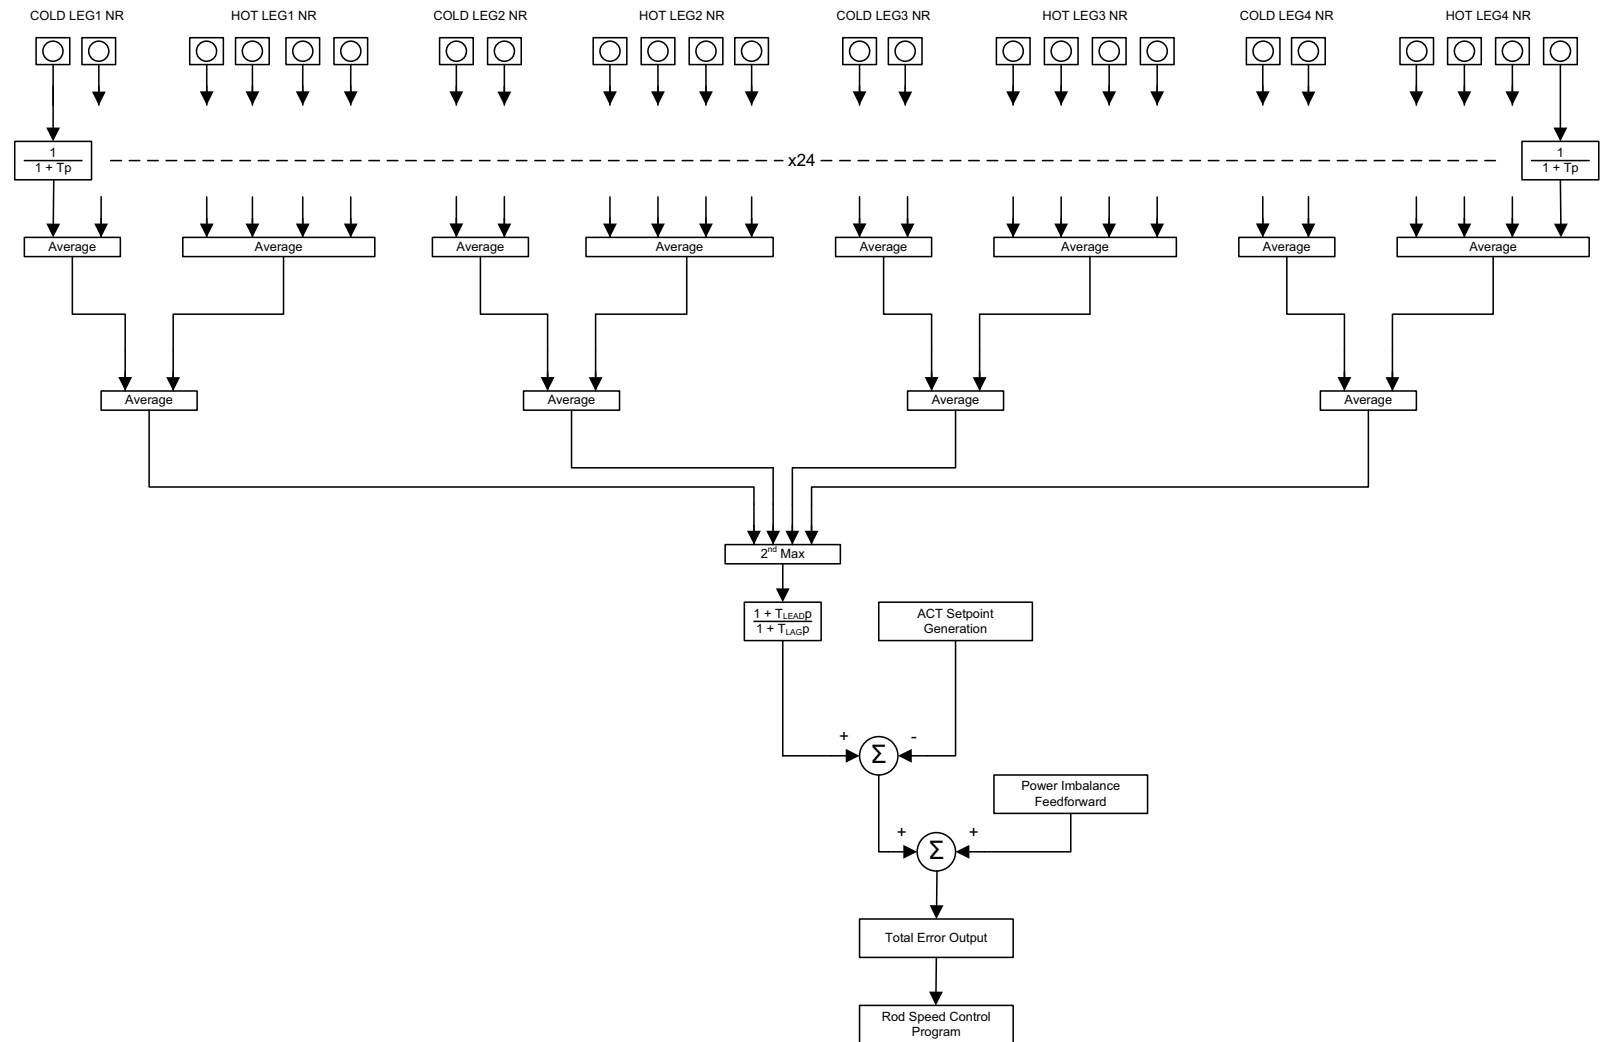 COLD LEG1 NR
HOT LEG1 NR
COLD LEG2 NR
HOT LEG2 NR
COLD LEG3 NR
HOT LEG3 NR
COLD LEG4 NR
HOT LEG4 NR
1
1 + Tp
x24
1
1 + Tp
Average
Average
Average
Average
Average
Average
Average
Average
Average
Average
Average
Average
2nd Max
1 + TLEADp
1 + TLAGp
ACT Setpoint
Generation
+
-
Σ
Power Imbalance
Feedforward
+
+
Σ
Total Error Output
Rod Speed Control
Program